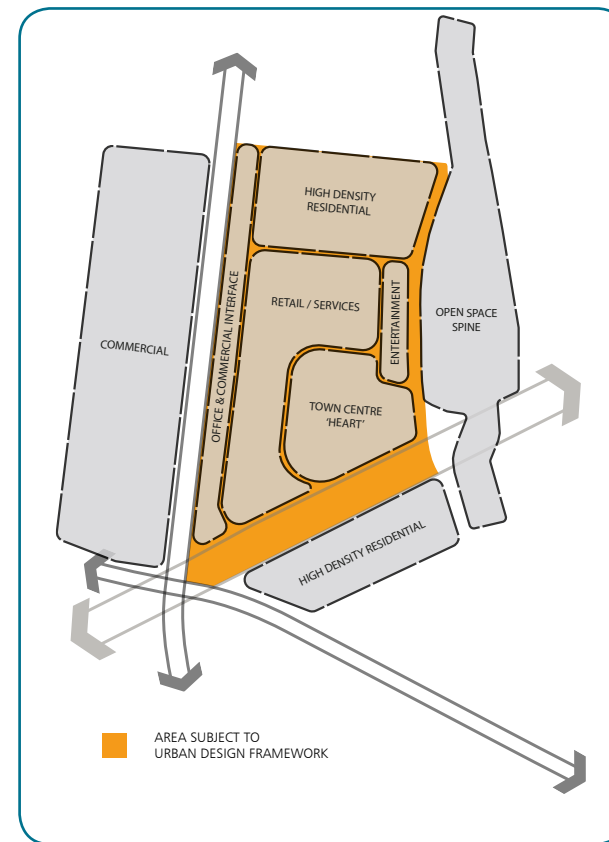 HIGH DENSITY
RESIDENTIAL
RETAIL / SERVICES
ENTERTAINMENT
OFFICE & COMMERCIAL INTERFACE
COMMERCIAL
OPEN SPACE
SPINE
TOWN CENTRE
‘HEART’
HIGH DENSITY RESIDENTIAL
AREA SUBJECT TO
URBAN DESIGN FRAMEWORK